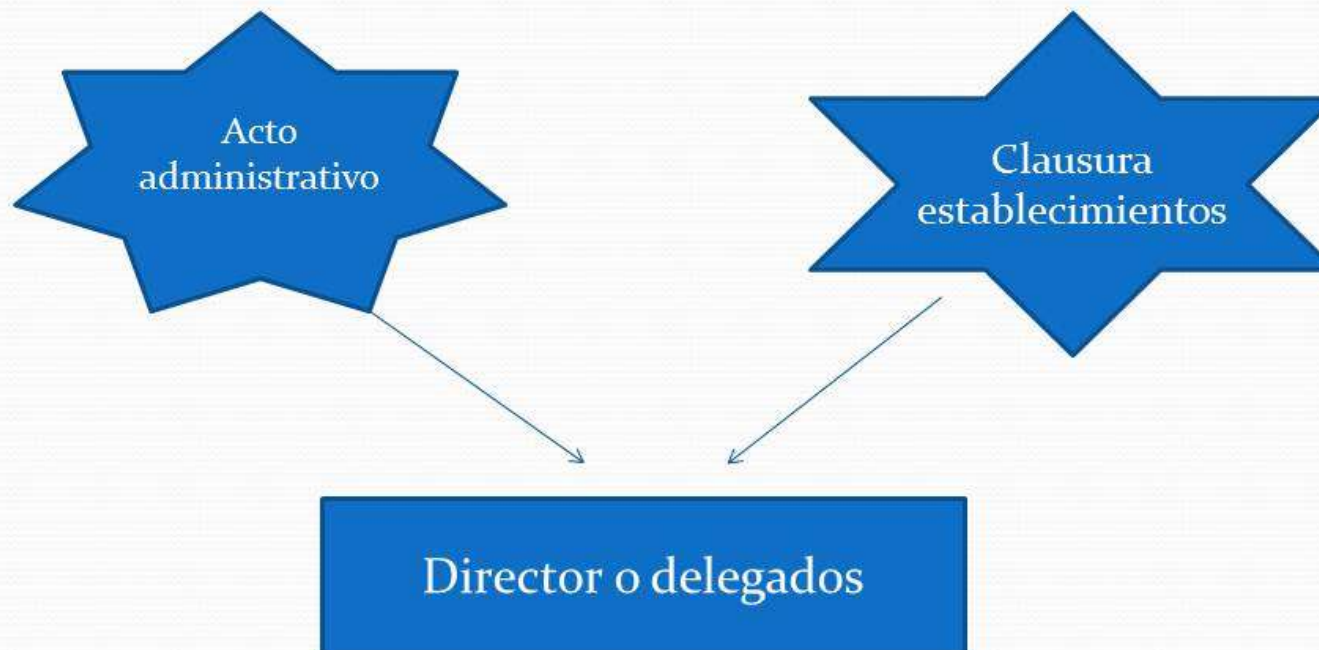 Acto
administrativo
Clausura
establecimientos
Director o delegados